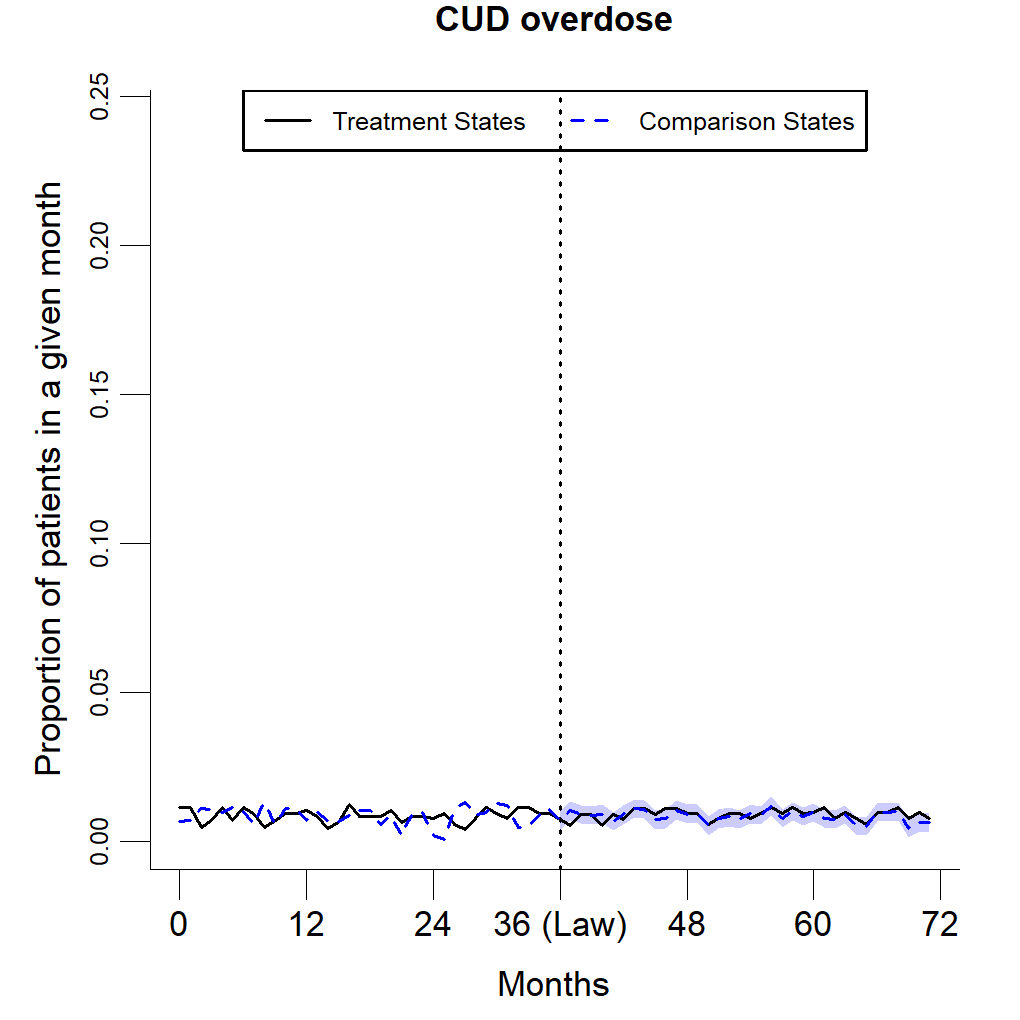 CUD overdose
Treatment States
Comparison States
Proportion of patients in a given month
0.25
0.20
0.15
0.10
0.05
0.00
0 12 24 36 (Law) 48 60 72
Months